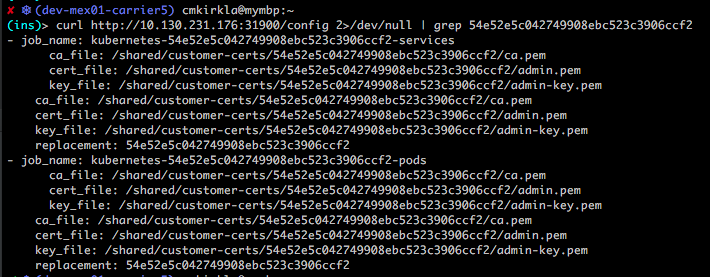 ✘ ⎈ (dev-mex01-carrier5) cmkirkla@mymbp:~
(ins)> curl http://10.130.231.176:31900/config 2>/dev/null | grep 54e52e5c042749908ebc523c3906ccf2
- job_name: kubernetes-54e52e5c042749908ebc523c3906ccf2-services
      ca_file: /shared/customer-certs/54e52e5c042749908ebc523c3906ccf2/ca.pem
      cert_file: /shared/customer-certs/54e52e5c042749908ebc523c3906ccf2/admin.pem
      key_file: /shared/customer-certs/54e52e5c042749908ebc523c3906ccf2/admin-key.pem
    ca_file: /shared/customer-certs/54e52e5c042749908ebc523c3906ccf2/ca.pem
    cert_file: /shared/customer-certs/54e52e5c042749908ebc523c3906ccf2/admin.pem
    key_file: /shared/customer-certs/54e52e5c042749908ebc523c3906ccf2/admin-key.pem
    replacement: 54e52e5c042749908ebc523c3906ccf2
- job_name: kubernetes-54e52e5c042749908ebc523c3906ccf2-pods
      ca_file: /shared/customer-certs/54e52e5c042749908ebc523c3906ccf2/ca.pem
      cert_file: /shared/customer-certs/54e52e5c042749908ebc523c3906ccf2/admin.pem
      key_file: /shared/customer-certs/54e52e5c042749908ebc523c3906ccf2/admin-key.pem
    ca_file: /shared/customer-certs/54e52e5c042749908ebc523c3906ccf2/ca.pem
    cert_file: /shared/customer-certs/54e52e5c042749908ebc523c3906ccf2/admin.pem
    key_file: /shared/customer-certs/54e52e5c042749908ebc523c3906ccf2/admin-key.pem
    replacement: 54e52e5c042749908ebc523c3906ccf2